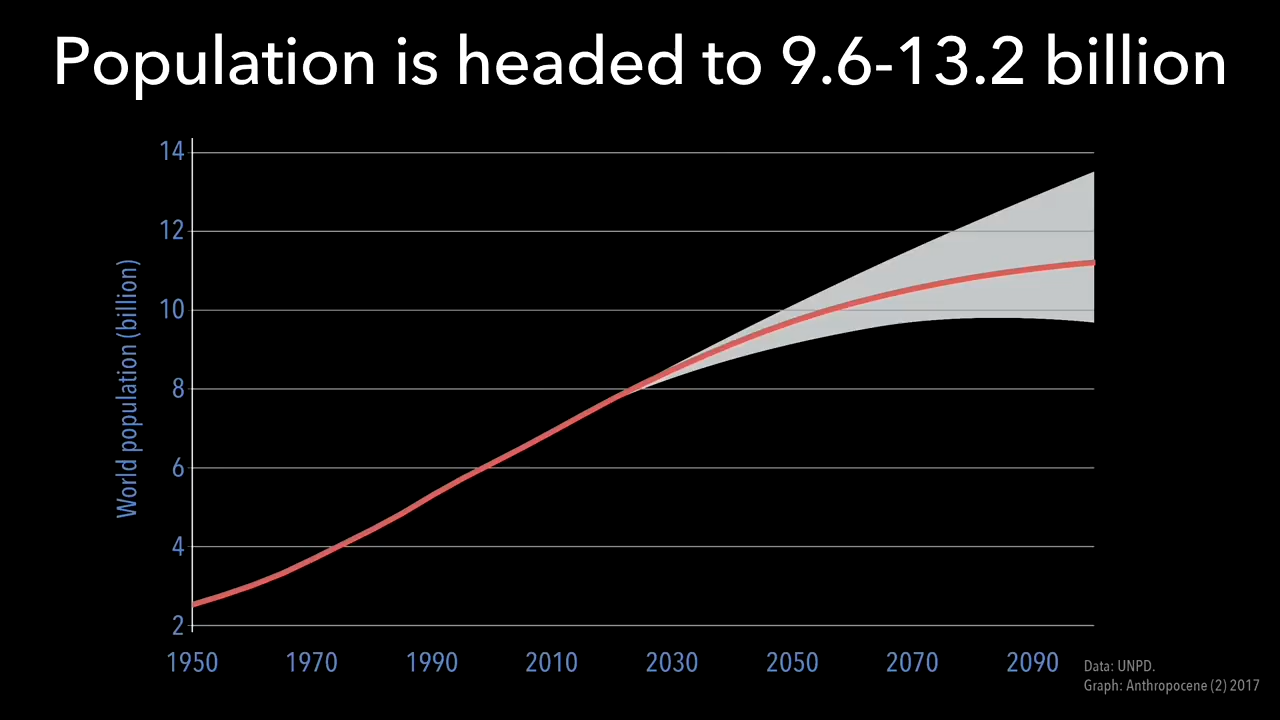 Population is headed to 9.6-13.2 billion
14
12
10
8
6
4
2
World population (billion)
1950 1970 1990 2010 2030 2050 2070 2090
Data: UNPD.
Graph: Anthropocene (2) 2017